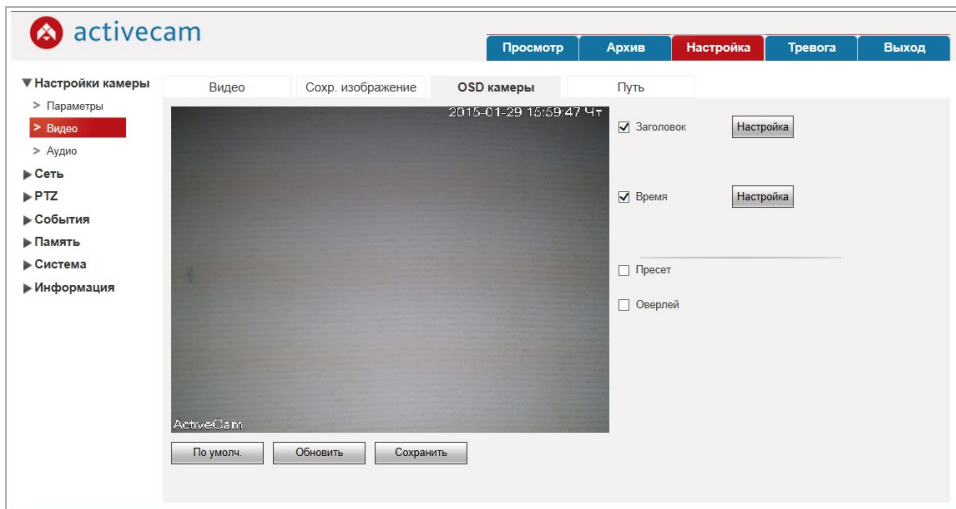 activecam
Просмотр Архив Настройка Тревога Выход
Настройки камеры
> Параметры
> Видео
> Аудио
Сеть
PTZ
События
Память
Система
Информация
Видео Сохр. изображение OSD камеры Путь
2015-01-29 15:59:47 Чт
Заголовок Настройка
Время Настройка
Пресет
Оверлей
ActiveCam
По умолч. Обновить Сохранить